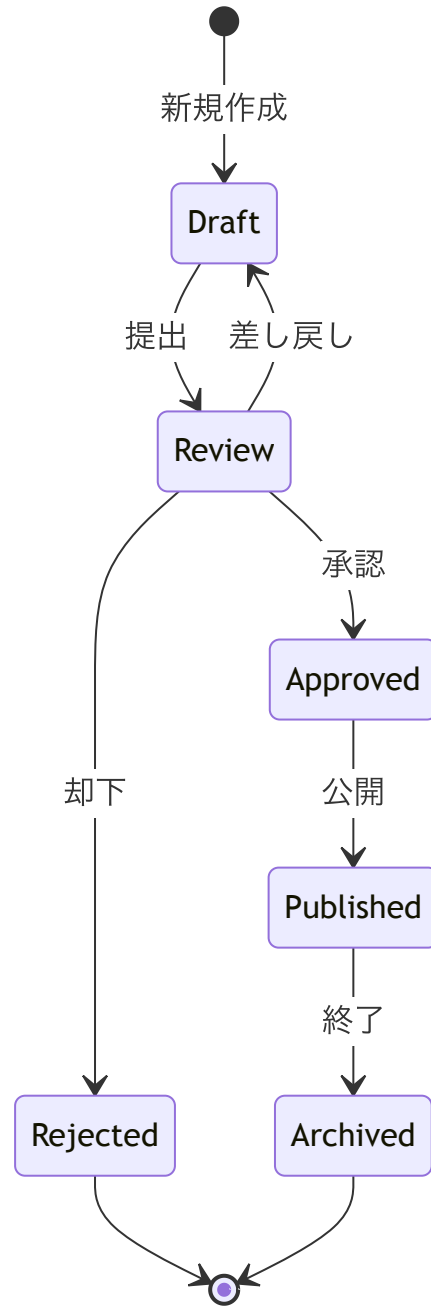 新規作成
Draft
提出
差し戻し
Review
承認
Approved
却下
公開
Published
終了
Rejected
Archived